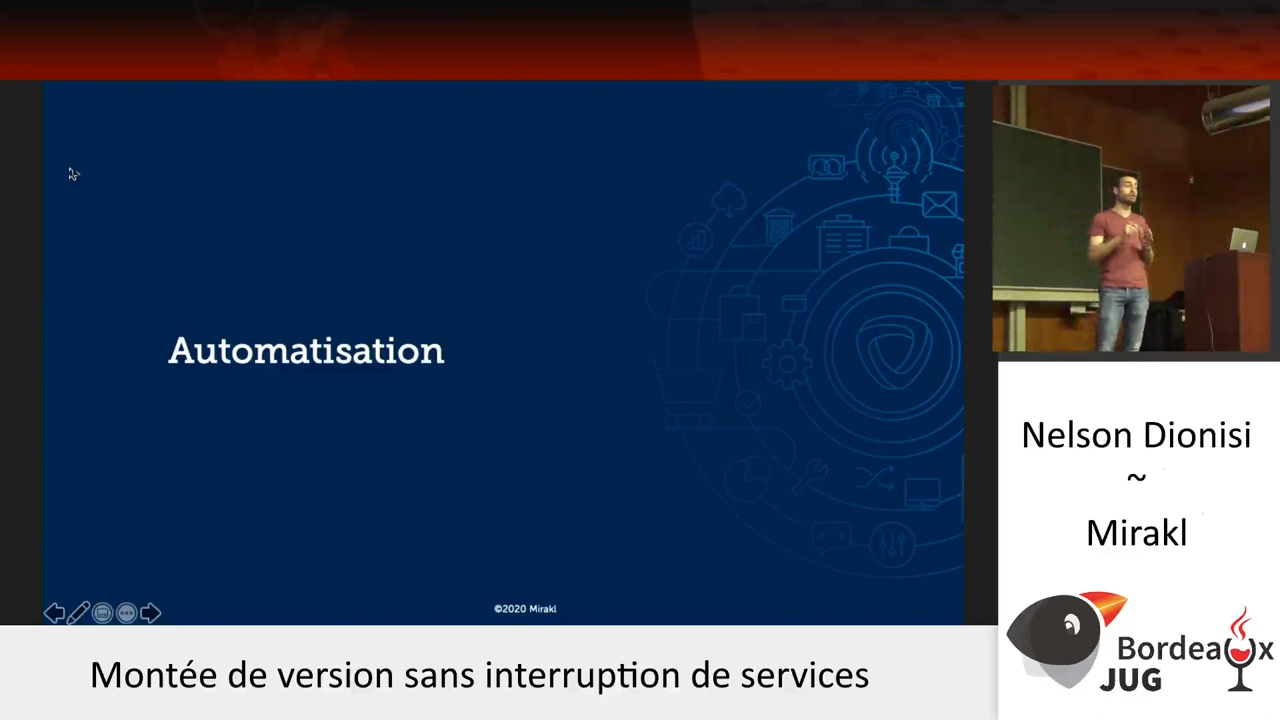 Automatisation
©2020 Mirakl
Nelson Dionisi
~
Mirakl
Bordeaux
JUG
Montée de version sans interruption de services